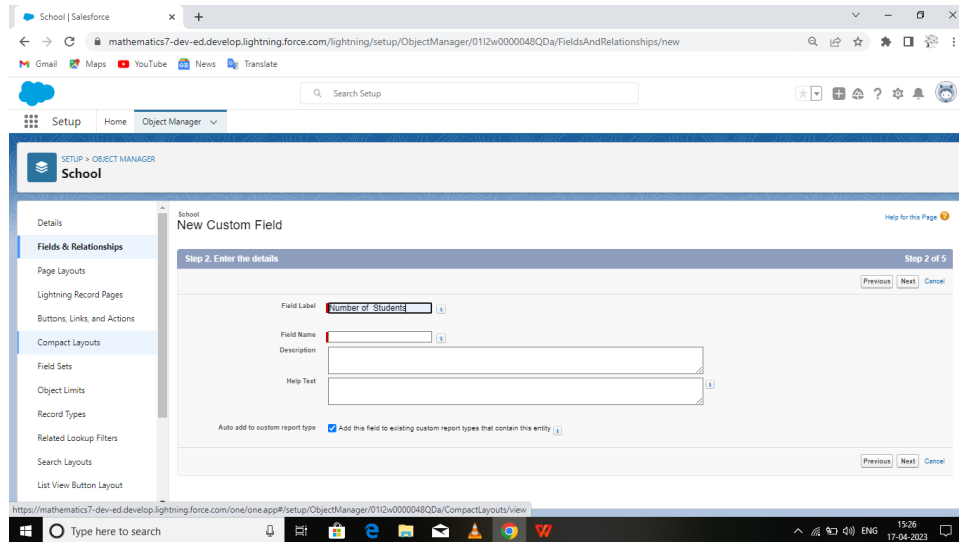 School | Salesforce
mathematics7-dev-ed.develop.lightning.force.com/lightning/setup/ObjectManager/01I2w0000048QDa/FieldsAndRelationships/new
Gmail Maps YouTube News Translate
Search Setup
Setup Home Object Manager
SETUP > OBJECT MANAGER
School
Details
Fields & Relationships
Page Layouts
Lightning Record Pages
Buttons, Links, and Actions
Compact Layouts
Field Sets
Object Limits
Record Types
Related Lookup Filters
Search Layouts
List View Button Layout
School
New Custom Field
Help for this Page
Step 2. Enter the details Step 2 of 5
Previous Next Cancel
Field Label Number of Students
Field Name
Description
Help Text
Auto add to custom report type Add this field to existing custom report types that contain this entity
Previous Next Cancel
https://mathematics7-dev-ed.develop.lightning.force.com/one/one.app#/setup/ObjectManager/01I2w0000048QDa/CompactLayouts/view
Type here to search
ENG
15:26
17-04-2023